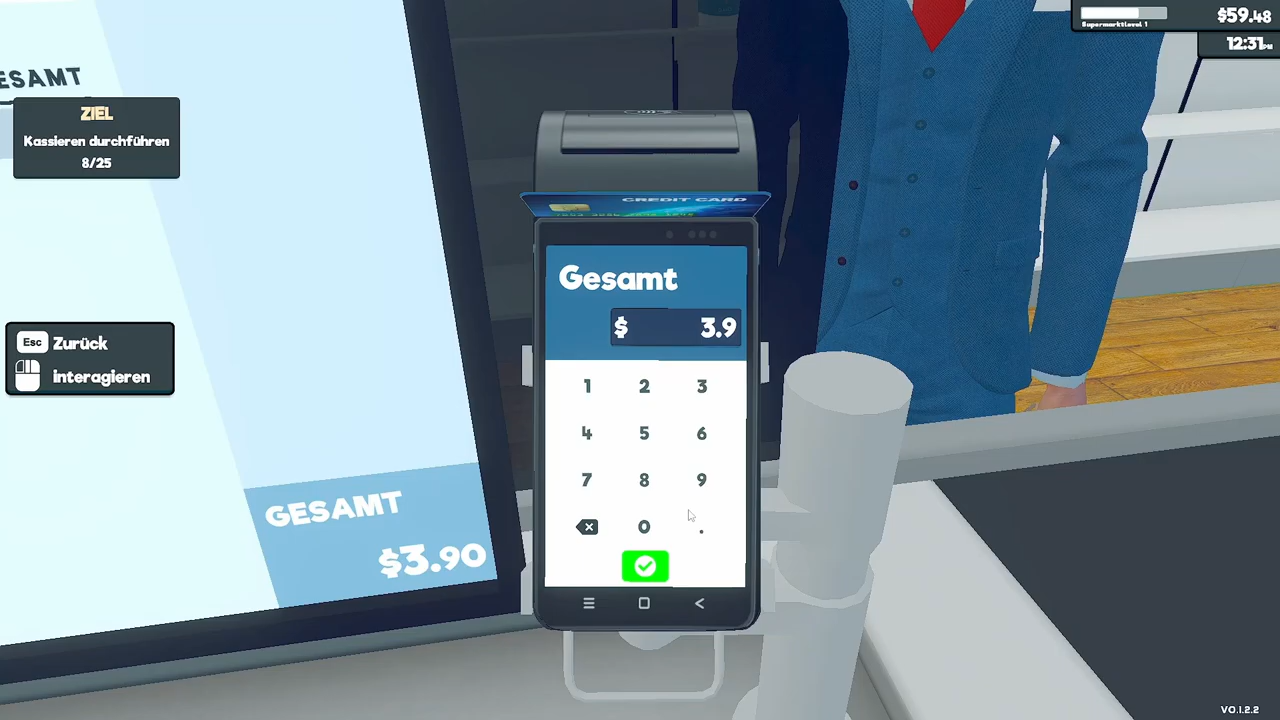 ESAMT
ZIEL
Kassieren durchführen
8/25
Esc Zurück
interagieren
GESAMT
$3.90
CREDIT CARD
Gesamt
$ 3.9
1 2 3
4 5 6
7 8 9
0 .
$59.48
Supermarktlevel 1
12:31
V0.1.2.2